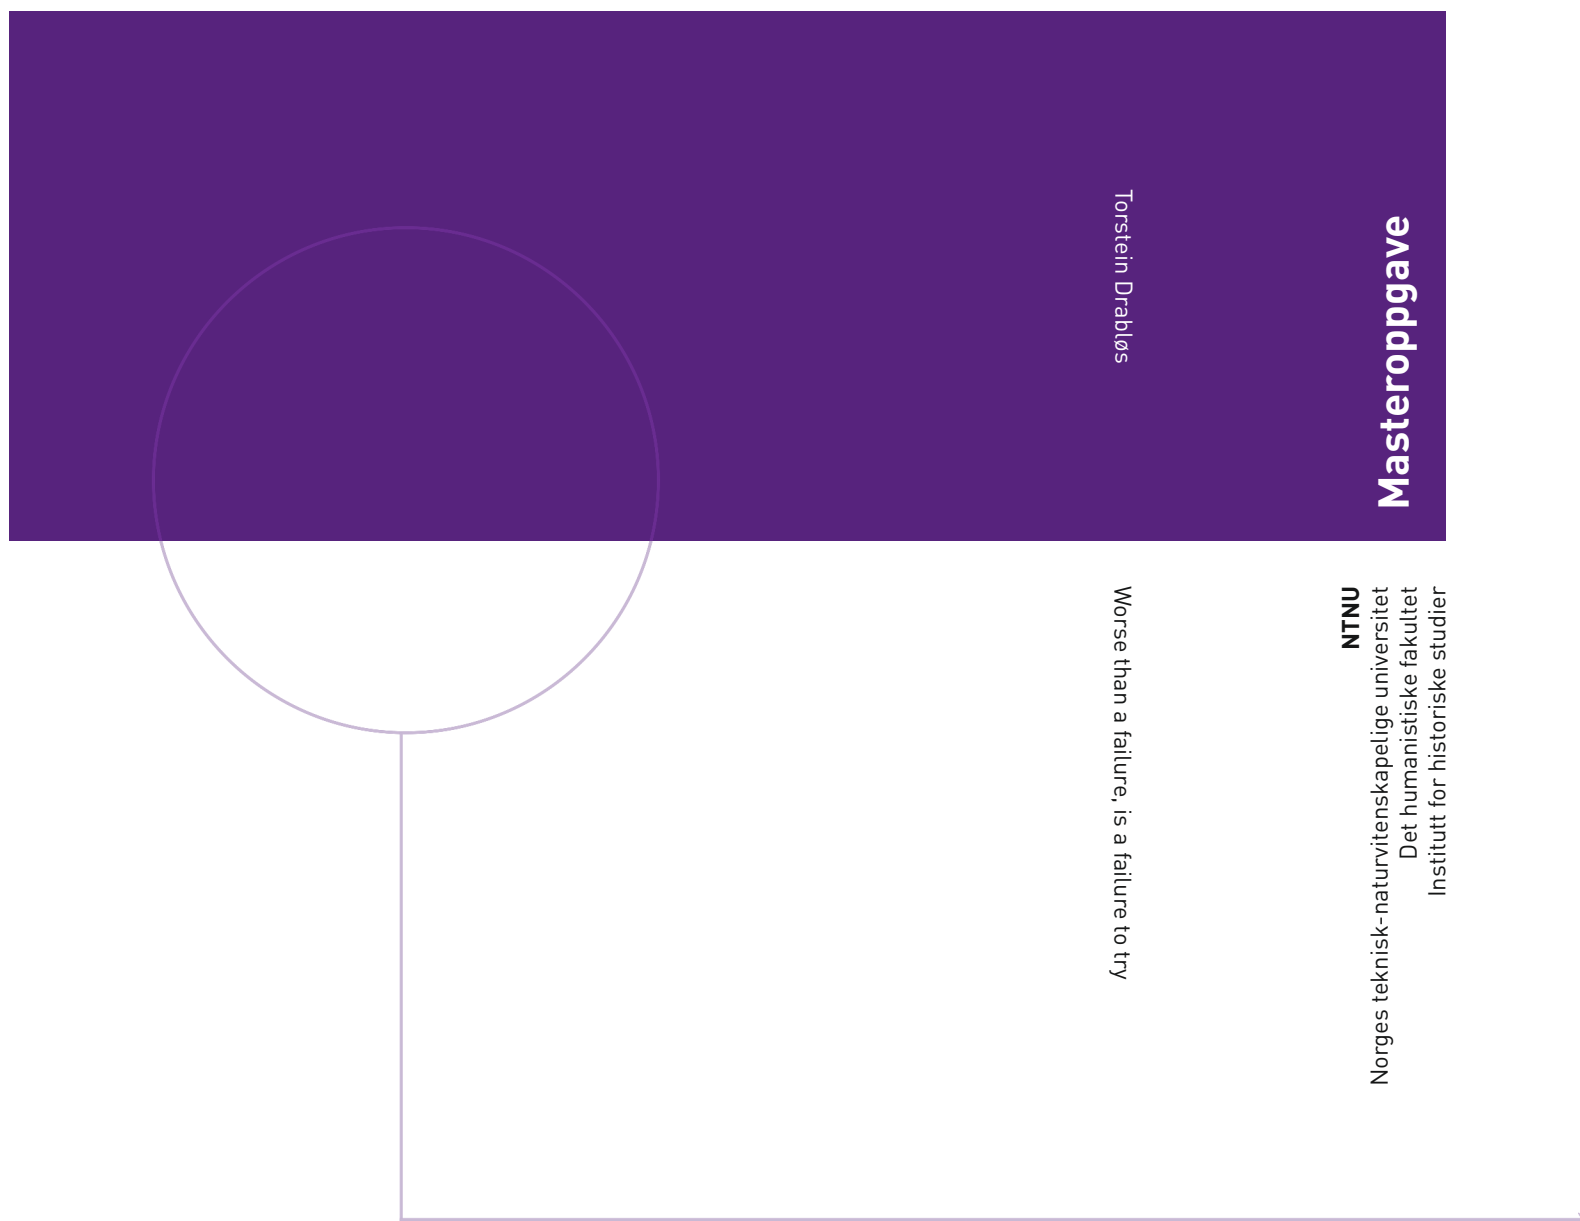 Torstein Drabløs
Worse than a failure, is a failure to try
Masteroppgave
NTNU
Norges teknisk-naturvitenskapelige universitet
Det humanistiske fakultet
Institutt for historiske studier